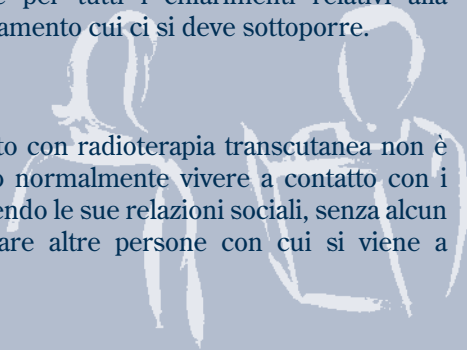 per tutti i chiarimenti relativi alla
amento cui ci si deve sottoporre.
to con radioterapia transcutanea non è
normalmente vivere a contatto con i
endo le sue relazioni sociali, senza alcun
are altre persone con cui si viene a